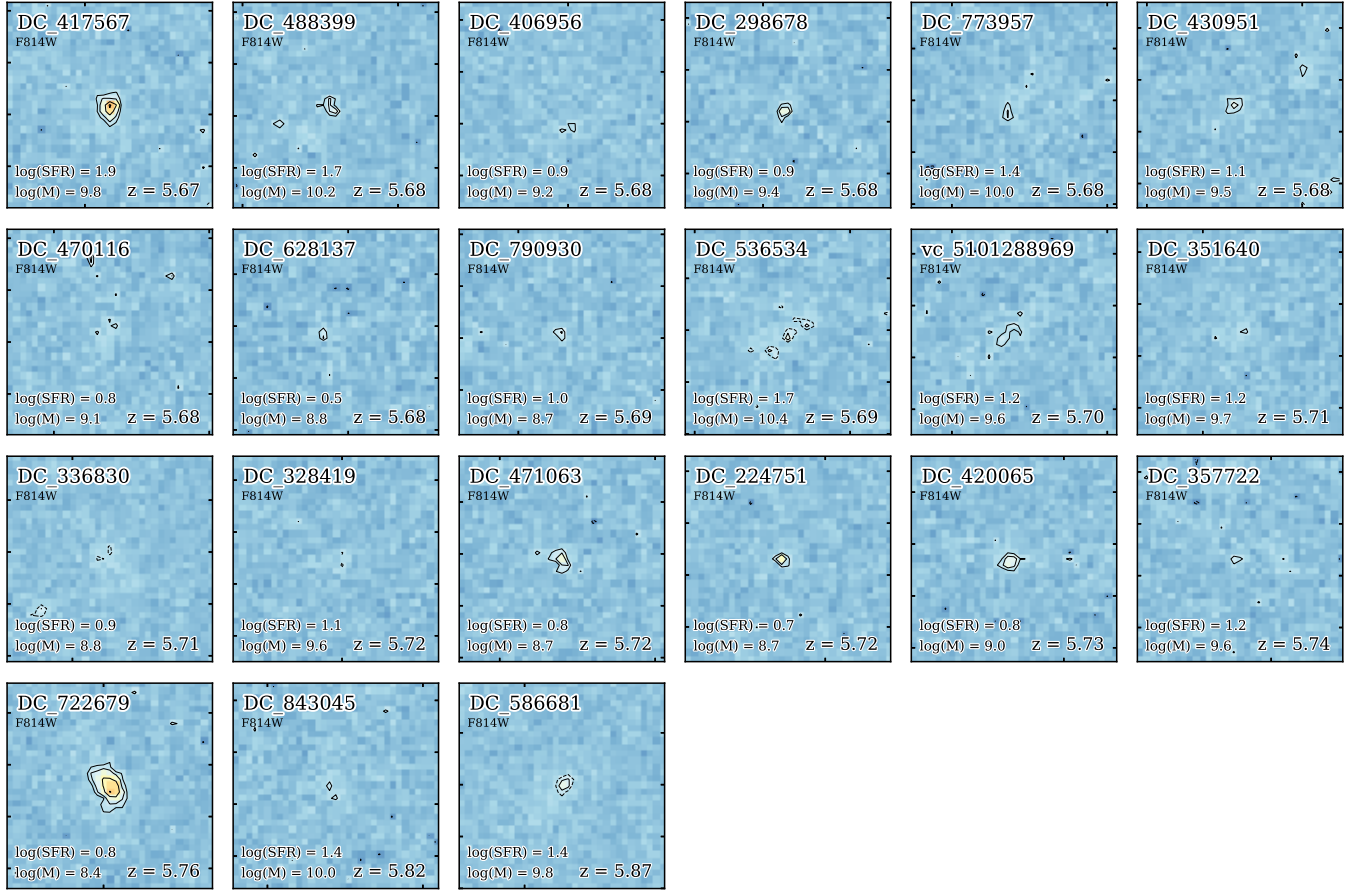 DC_417567
F814W
log(SFR) = 1.9
log(M) = 9.8 z = 5.67
DC_488399
F814W
log(SFR) = 1.7
log(M) = 10.2 z = 5.68
DC_406956
F814W
log(SFR) = 0.9
log(M) = 9.2 z = 5.68
DC_298678
F814W
log(SFR) = 0.9
log(M) = 9.4 z = 5.68
DC_773957
F814W
log(SFR) = 1.4
log(M) = 10.0 z = 5.68
DC_430951
F814W
log(SFR) = 1.1
log(M) = 9.5 z = 5.68
DC_470116
F814W
log(SFR) = 0.8
log(M) = 9.1 z = 5.68
DC_628137
F814W
log(SFR) = 0.5
log(M) = 8.8 z = 5.68
DC_790930
F814W
log(SFR) = 1.0
log(M) = 8.7 z = 5.69
DC_536534
F814W
log(SFR) = 1.7
log(M) = 10.4 z = 5.69
vc_5101288969
F814W
log(SFR) = 1.2
log(M) = 9.6 z = 5.70
DC_351640
F814W
log(SFR) = 1.2
log(M) = 9.7 z = 5.71
DC_336830
F814W
log(SFR) = 0.9
log(M) = 8.8 z = 5.71
DC_328419
F814W
log(SFR) = 1.1
log(M) = 9.6 z = 5.72
DC_471063
F814W
log(SFR) = 0.8
log(M) = 8.7 z = 5.72
DC_224751
F814W
log(SFR) = 0.7
log(M) = 8.7 z = 5.72
DC_420065
F814W
log(SFR) = 0.8
log(M) = 9.0 z = 5.73
DC_357722
F814W
log(SFR) = 1.2
log(M) = 9.6 z = 5.74
DC_722679
F814W
log(SFR) = 0.8
log(M) = 8.4 z = 5.76
DC_843045
F814W
log(SFR) = 1.4
log(M) = 10.0 z = 5.82
DC_586681
F814W
log(SFR) = 1.4
log(M) = 9.8 z = 5.87